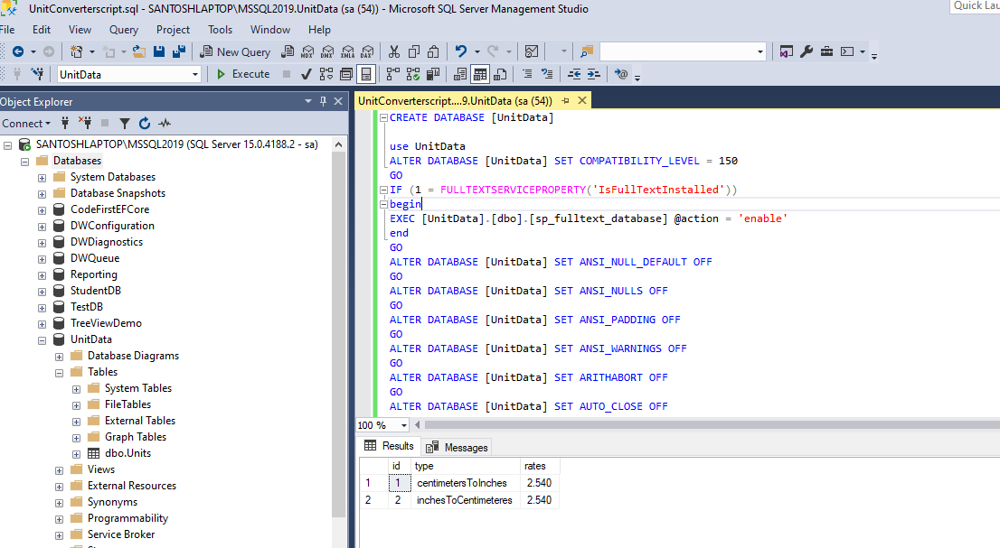 UnitConverterscript.sql - SANTOSHLAPTOP\MSSQL2019.UnitData (sa (54)) - Microsoft SQL Server Management Studio
Quick Lau
File Edit View Query Project Tools Window Help
New Query MDX DMX XMLA DAX
UnitData Execute
Object Explorer
Connect
SANTOSHLAPTOP\MSSQL2019 (SQL Server 15.0.4188.2 - sa)
Databases
System Databases
Database Snapshots
CodeFirstEFCore
DWConfiguration
DWDiagnostics
DWQueue
Reporting
StudentDB
TestDB
TreeViewDemo
UnitData
Database Diagrams
Tables
System Tables
FileTables
External Tables
Graph Tables
dbo.Units
Views
External Resources
Synonyms
Programmability
Service Broker
UnitConverterscript....9.UnitData (sa (54))
CREATE DATABASE [UnitData]
use UnitData
ALTER DATABASE [UnitData] SET COMPATIBILITY_LEVEL = 150
GO
IF (1 = FULLTEXTSERVICEPROPERTY('IsFullTextInstalled'))
begin
EXEC [UnitData].[dbo].[sp_fulltext_database] @action = 'enable'
end
GO
ALTER DATABASE [UnitData] SET ANSI_NULL_DEFAULT OFF
GO
ALTER DATABASE [UnitData] SET ANSI_NULLS OFF
GO
ALTER DATABASE [UnitData] SET ANSI_PADDING OFF
GO
ALTER DATABASE [UnitData] SET ANSI_WARNINGS OFF
GO
ALTER DATABASE [UnitData] SET ARITHABORT OFF
GO
ALTER DATABASE [UnitData] SET AUTO_CLOSE OFF
100 %
Results Messages
id type rates
1 1 centimetersToInches 2.540
2 2 inchesToCentimeteres 2.540